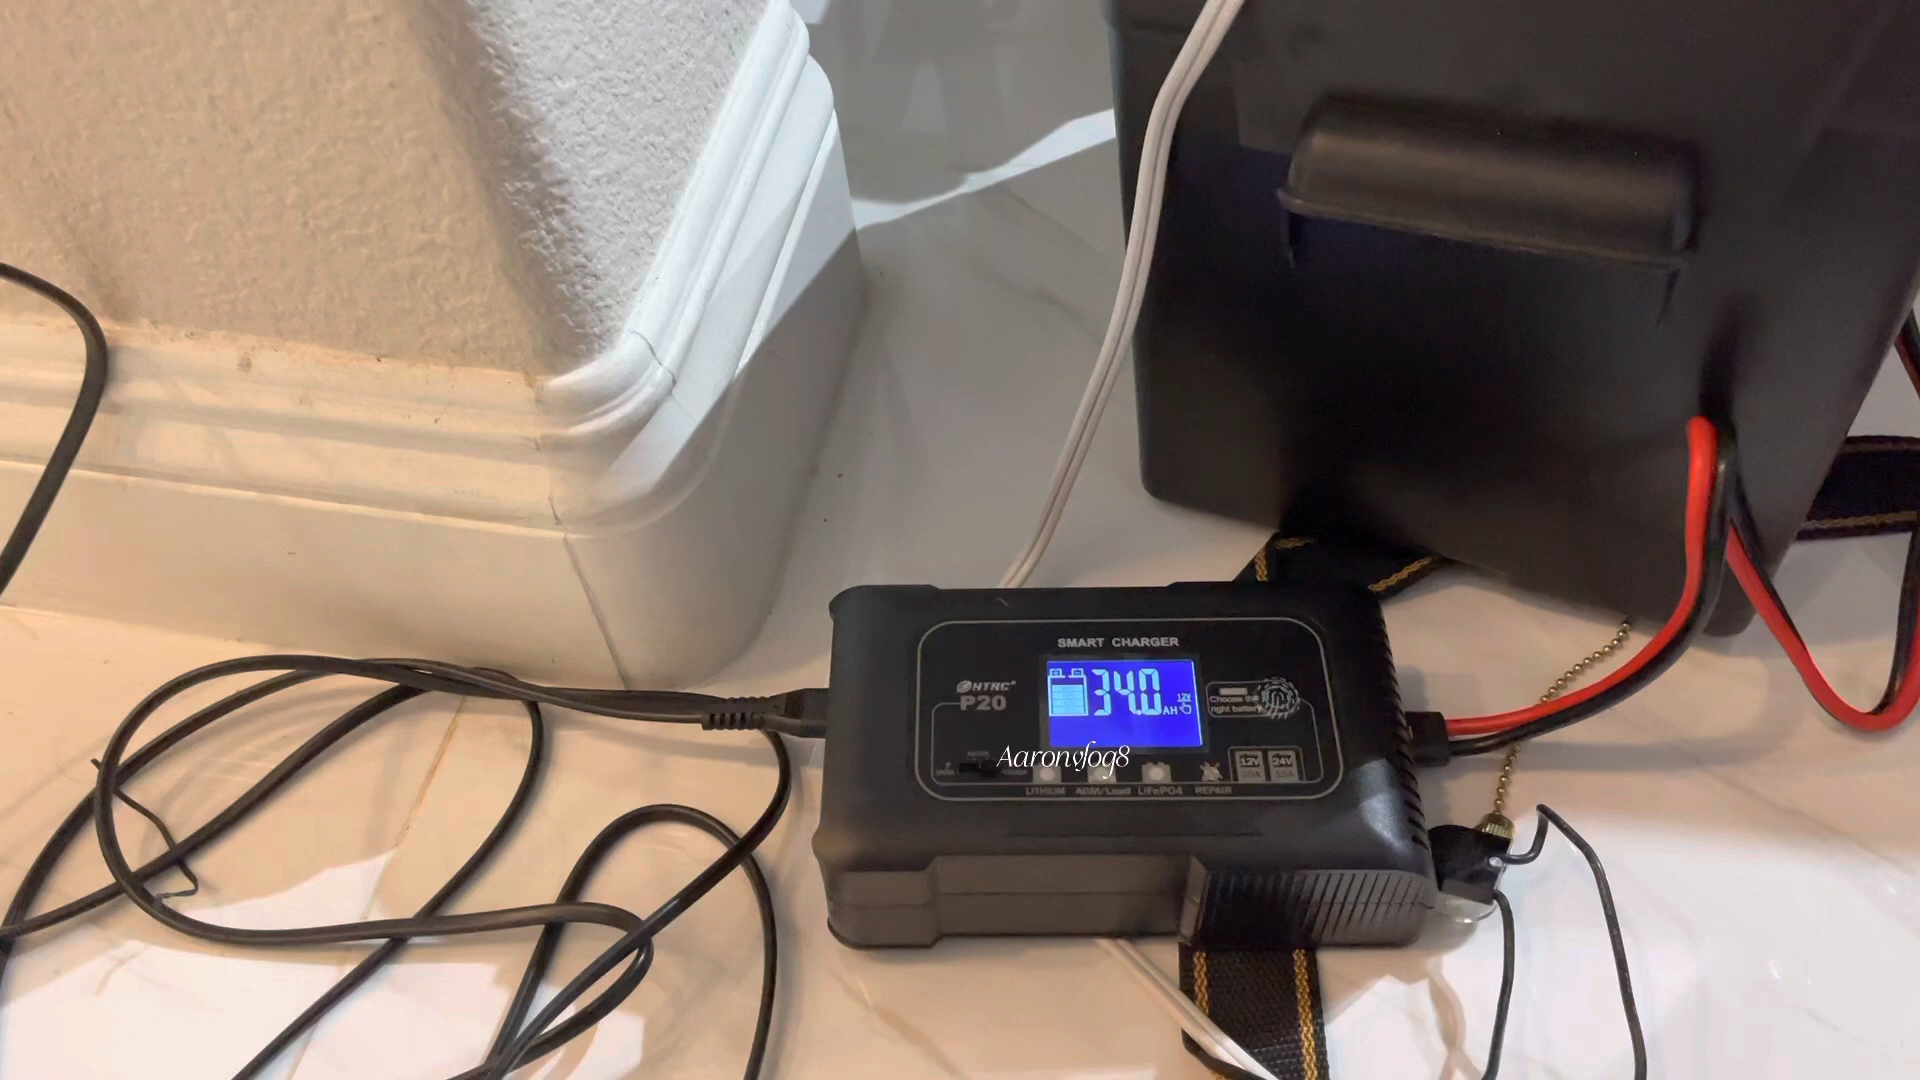 SMART CHARGER
HTRC
P20
34.0
AH
12V
Choose the
right battery
Aaronvlog8
LITHIUM AGM/Lead LiFePO4 REPAIR
12V 24V
10A